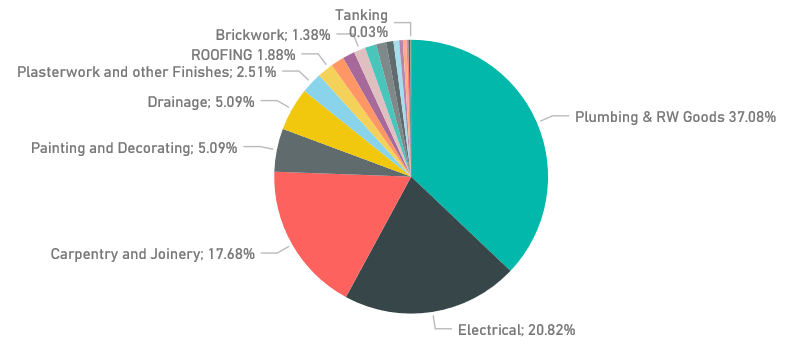 Tanking
0.03%
Brickwork; 1.38%
ROOFING 1.88%
Plasterwork and other Finishes; 2.51%
Drainage; 5.09%
Plumbing & RW Goods 37.08%
Painting and Decorating; 5.09%
Carpentry and Joinery; 17.68%
Electrical; 20.82%